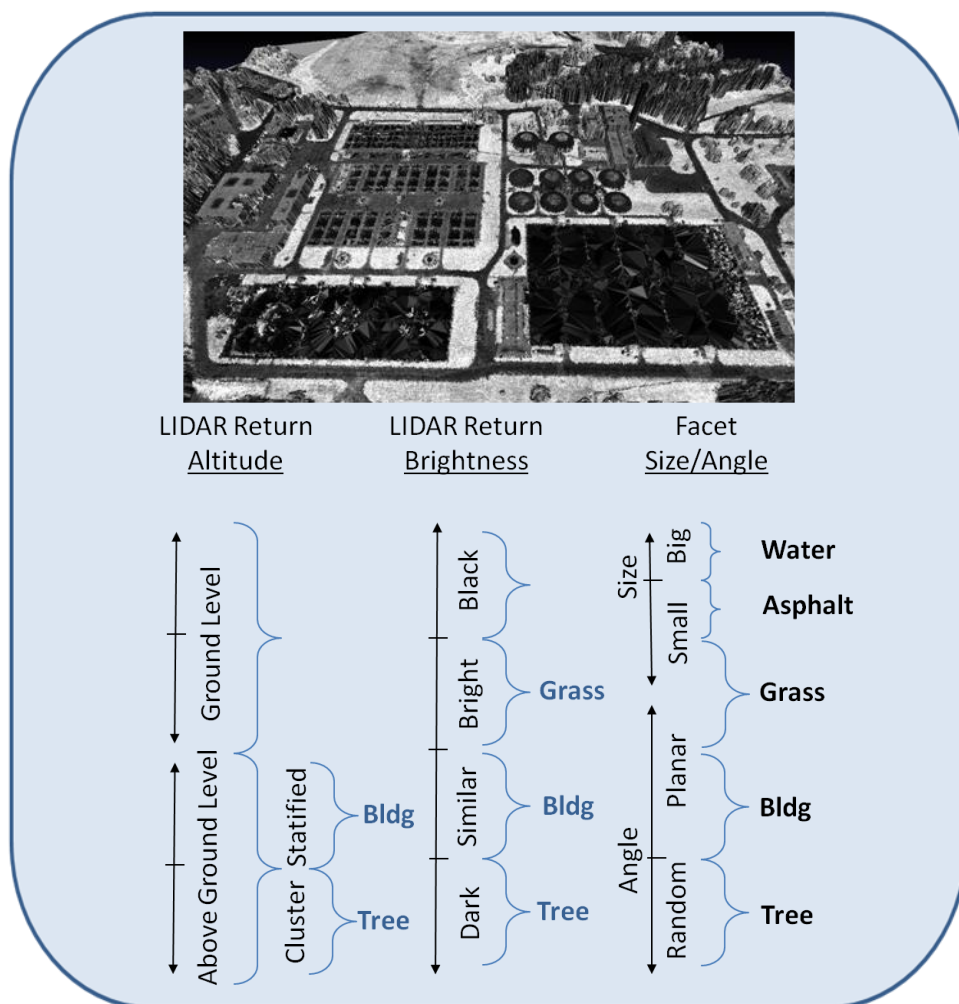 LIDAR Return
Altitude
LIDAR Return
Brightness
Facet
Size/Angle
Ground Level
Above Ground Level
Statified
Cluster
Bldg
Tree
Black
Bright
Similar
Dark
Grass
Bldg
Tree
Size
Angle
Big
Small
Planar
Random
Water
Asphalt
Grass
Bldg
Tree